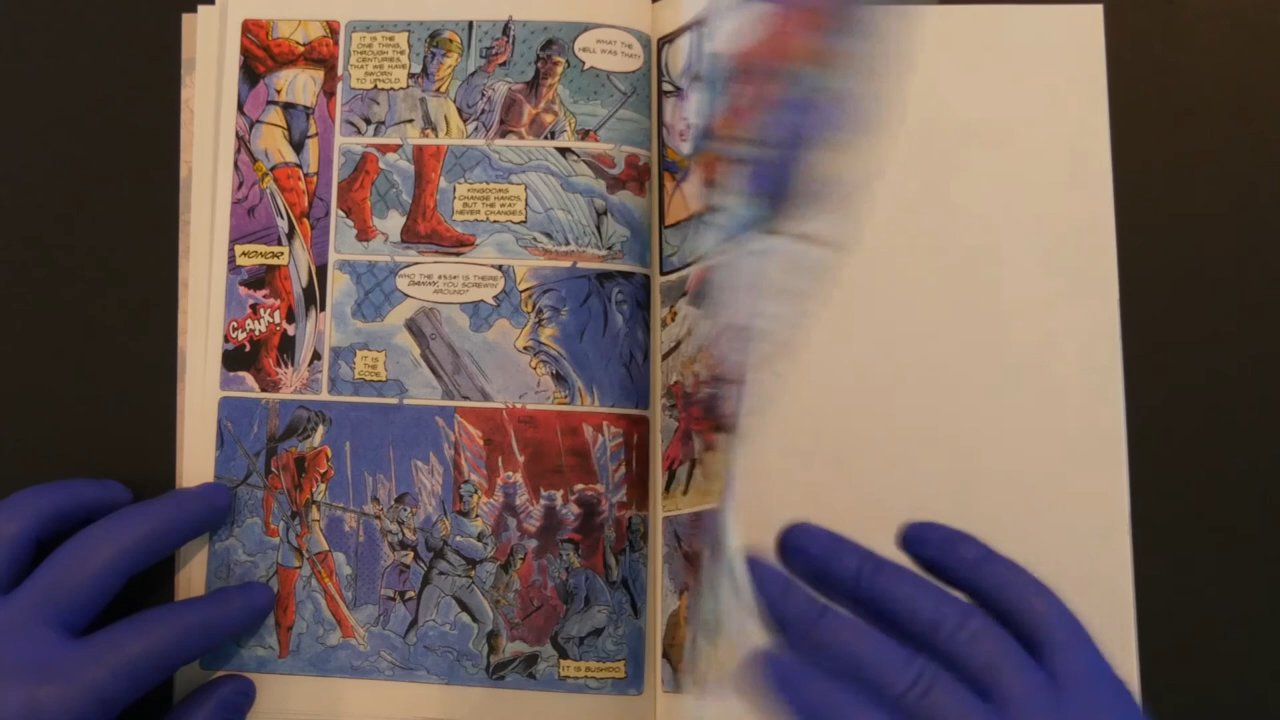 IT IS THE
ONE THING,
THROUGH THE
CENTURIES,
THAT WE HAVE
SWORN
TO UPHOLD.
WHAT THE
HELL WAS THAT?
KINGDOMS
CHANGE HANDS,
BUT THE WAY
NEVER CHANGES.
HONOR.
CLANK!
WHO THE #%$#! IS THERE?
DANNY, YOU SCREWIN'
AROUND?
IT IS
THE
CODE.
IT IS BUSHIDO.